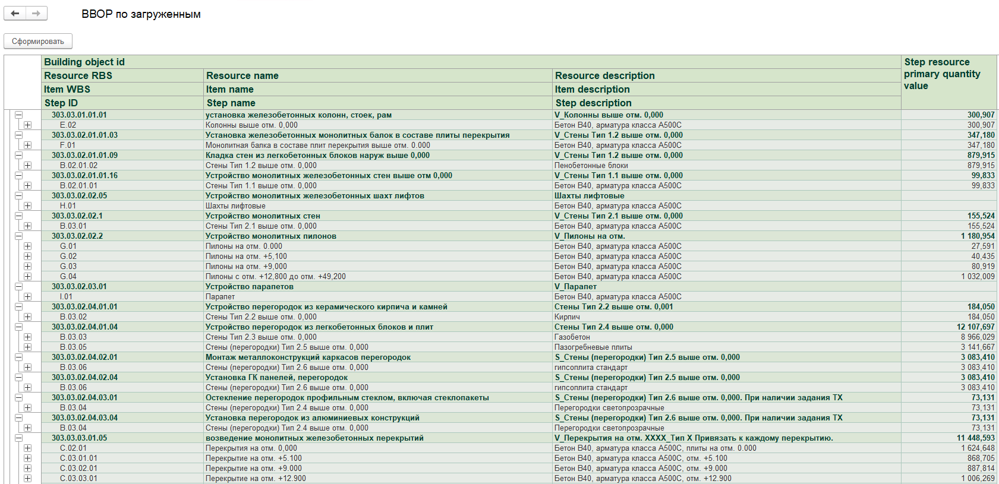 ВВОР по загруженным
Сформировать
Building object id
Step resource primary quantity value
Resource RBS Resource name Resource description
Item WBS Item name Item description
Step ID Step name Step description
303.03.01.01.01 установка железобетонных колонн, стоек, рам V_Колонны выше отм. 0,000 300,907
E.02 Колонны выше отм. 0,000 Бетон B40, арматура класса А500С 300,907
303.03.02.01.01.03 Установка железобетонных монолитных балок в составе плиты перекрытия V_Стены Тип 1.2 выше отм. 0,000 347,180
F.01 Монолитная балка в составе плит перекрытия выше отм. 0.000 Бетон B40, арматура класса А500С 347,180
303.03.02.01.01.09 Кладка стен из легкобетонных блоков наруж выше 0,000 V_Стены Тип 1.2 выше отм. 0,000 879,915
B.02.01.02 Стены Тип 1.2 выше отм. 0,000 Пенобетонные блоки 879,915
303.03.02.01.01.16 Устройство монолитных железобетонных стен выше отм 0,000 V_Стены Тип 1.1 выше отм. 0,000 99,833
B.02.01.01 Стены Тип 1.1 выше отм. 0,000 Бетон B40, арматура класса А500С 99,833
303.03.02.02.05 Устройство монолитных железобетонных шахт лифтов Шахты лифтовые
H.01 Шахты лифтовые Бетон B40, арматура класса А500С
303.03.02.02.1 Устройство монолитных стен V_Стены Тип 2.1 выше отм. 0,000 155,524
B.03.01 Стены Тип 2.1 выше отм. 0,000 Бетон B40, арматура класса А500С 155,524
303.03.02.02.2 Устройство монолитных пилонов V_Пилоны на отм. 1 180,954
G.01 Пилоны на отм. 0.000 Бетон B40, арматура класса А500С 27,591
G.02 Пилоны на отм. +5,100 Бетон B40, арматура класса А500С 40,435
G.03 Пилоны на отм. +9,000 Бетон B40, арматура класса А500С 80,919
G.04 Пилоны с отм. +12,800 до отм. +49,200 Бетон B40, арматура класса А500С 1 032,009
303.03.02.03.01 Устройство парапетов V_Парапет
I.01 Парапет Бетон B40, арматура класса А500С
303.03.02.04.01.01 Устройство перегородок из керамического кирпича и камней Стены Тип 2.2 выше отм. 0,001 184,050
B.03.02 Стены Тип 2.2 выше отм. 0,000 Кирпич 184,050
303.03.02.04.01.04 Устройство перегородок из легкобетонных блоков и плит Стены Тип 2.4 выше отм. 0,000 12 107,697
B.03.03 Стены Тип 2.3 выше отм. 0,000 Газобетон 8 966,029
B.03.05 Стены (перегородки) Тип 2.5 выше отм. 0,000 Пазогребневые плиты 3 141,667
303.03.02.04.02.01 Монтаж металлоконструкций каркасов перегородок S_Стены (перегородки) Тип 2.5 выше отм. 0,000 3 083,410
B.03.06 Стены (перегородки) Тип 2.6 выше отм. 0,000 гипсоплита стандарт 3 083,410
303.03.02.04.02.04 Установка ГК панелей, перегородок S_Стены (перегородки) Тип 2.5 выше отм. 0,000 3 083,410
B.03.06 Стены (перегородки) Тип 2.6 выше отм. 0,000 гипсоплита стандарт 3 083,410
303.03.02.04.03.01 Остекление перегородок профильным стеклом, включая стеклопакеты S_Стены (перегородки) Тип 2.6 выше отм. 0,000. При наличии задания ТХ 73,131
B.03.04 Стены (перегородки) Тип 2.4 выше отм. 0,000 Перегородки светопрозрачные 73,131
303.03.02.04.03.04 Установка перегородок из алюминиевых конструкций S_Стены (перегородки) Тип 2.6 выше отм. 0,000. При наличии задания ТХ 73,131
B.03.04 Стены (перегородки) Тип 2.4 выше отм. 0,000 Перегородки светопрозрачные 73,131
303.03.03.01.05 возведение монолитных железобетонных перекрытий V_Перекрытия на отм. XXXX_Тип X Привязать к каждому перекрытию. 11 448,593
C.02.01 Перекрытия на отм. 0,000 Бетон B40, арматура класса А500С, плиты на отм. 0.000 1 624,648
C.03.01.01 Перекрытие на отм. +5.100 Бетон B40, арматура класса А500С, отм. +5.100 868,705
C.03.02.01 Перекрытие на отм. +9.000 Бетон B40, арматура класса А500С, отм. +9.000 887,814
C.03.03.01 Перекрытие на отм. +12.900 Бетон B40, арматура класса А500С, отм. +12.900 1 006,269